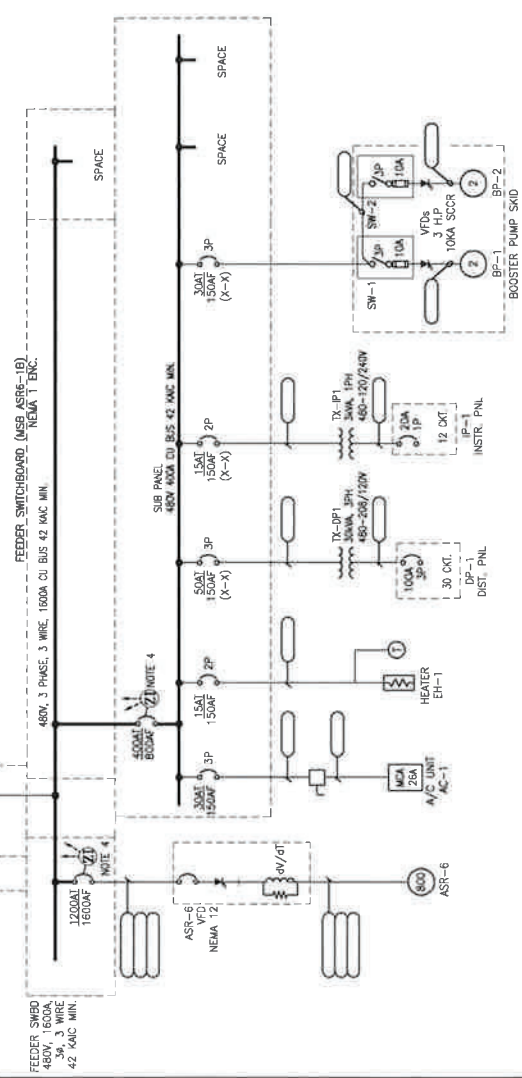 FEEDER SWITCHBOARD (MSB ASR6-1B)
NEMA 1 ENC.
480V, 3 PHASE, 3 WIRE, 1600A CU BUS 42 KAIC MIN.
SPACE
FEEDER SWBD
480V, 1600A,
3ø, 3 WIRE
42 KAIC MIN.
1200AT
1600AF
ZI
NOTE 4
400AT
800AF
ZI
NOTE 4
SUB PANEL
480V 600A CU BUS 42 KAIC MIN.
SPACE
SPACE
30AT
150AF
3P
15AT
150AF
2P
50AT
150AF
(X-X)
3P
15AT
150AF
(X-X)
2P
30AT
150AF
(X-X)
3P
ASR-6
VFD
NEMA 12
dV/dT
800
ASR-6
MCA
26A
A/C UNIT
AC-1
T
HEATER
EH-1
TX-DP1
30kVA, 3PH
480-208/120V
100A
3P
30 CKT.
DP-1
DIST. PNL
TX-IP1
3kVA, 1PH
480-120/240V
20A
1P
12 CKT.
IP-1
INSTR. PNL
SW-1
3P
10A
SW-2
3P
10A
VFDs
3 H.P
10KA SCCR
2
BP-1
2
BP-2
BOOSTER PUMP SKID